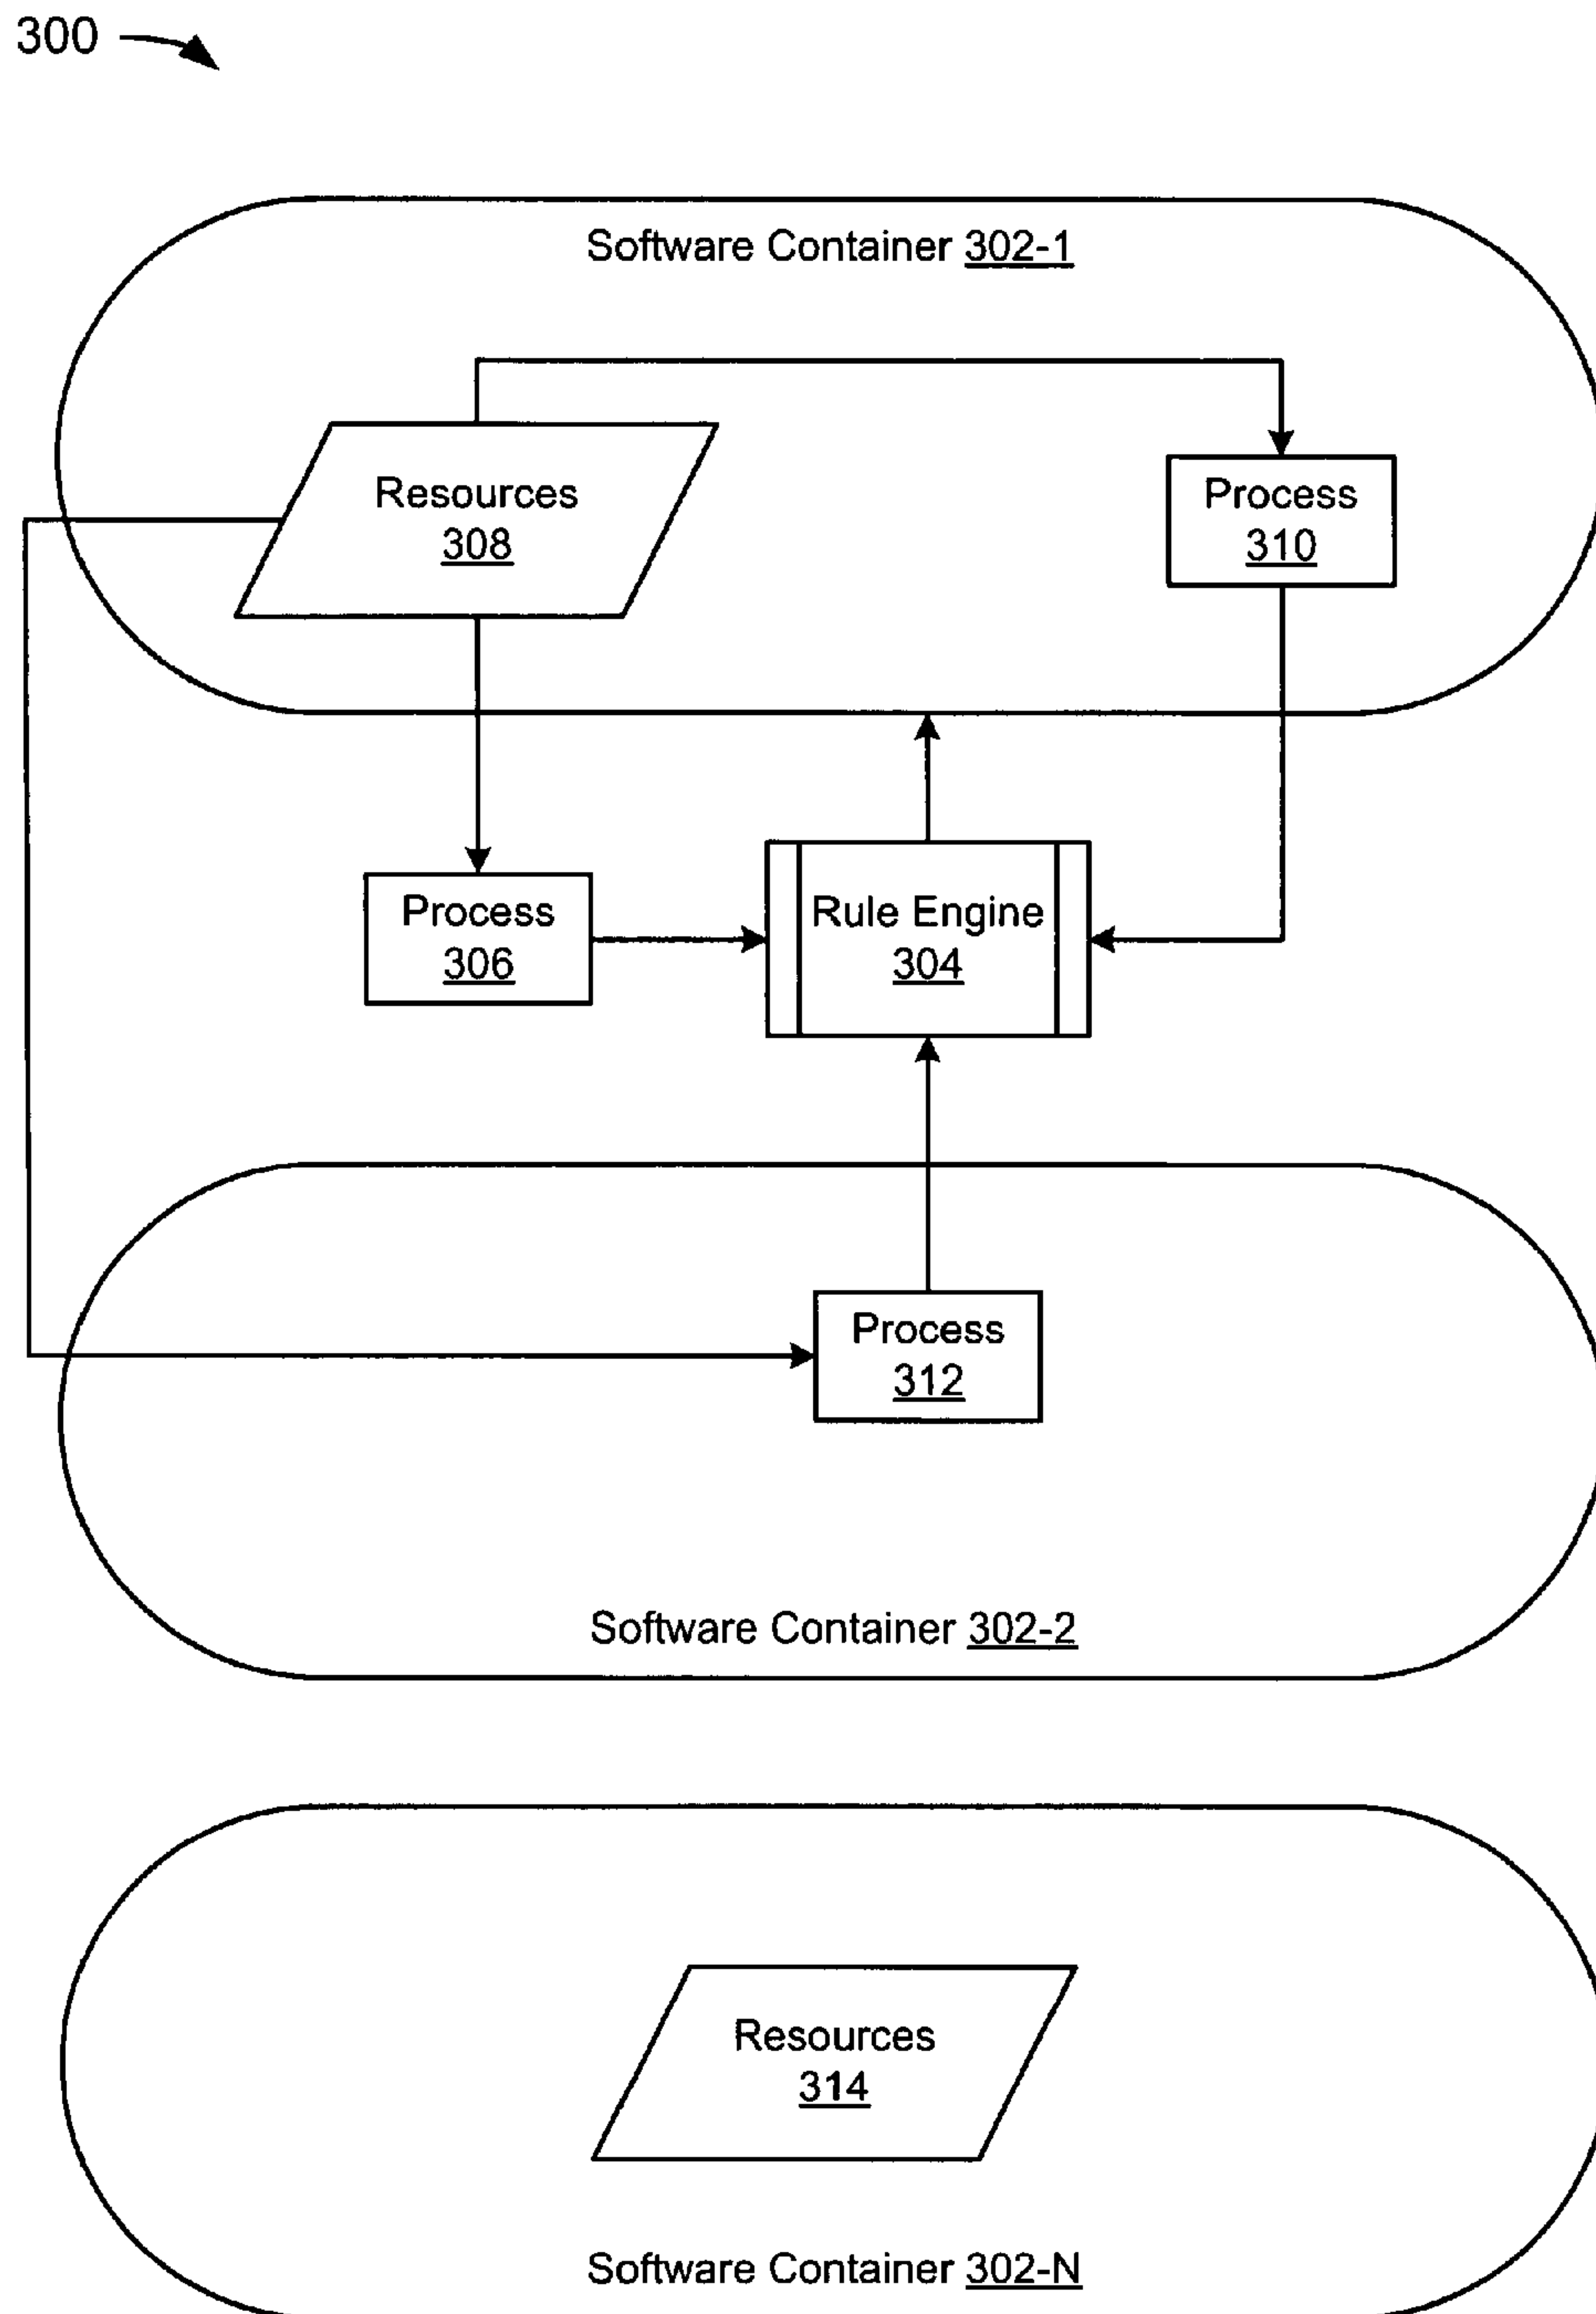 300
Software Container 302-1
Resources
308
Process
310
Process
306
Rule Engine
304
Process
312
Software Container 302-2
Resources
314
Software Container 302-N